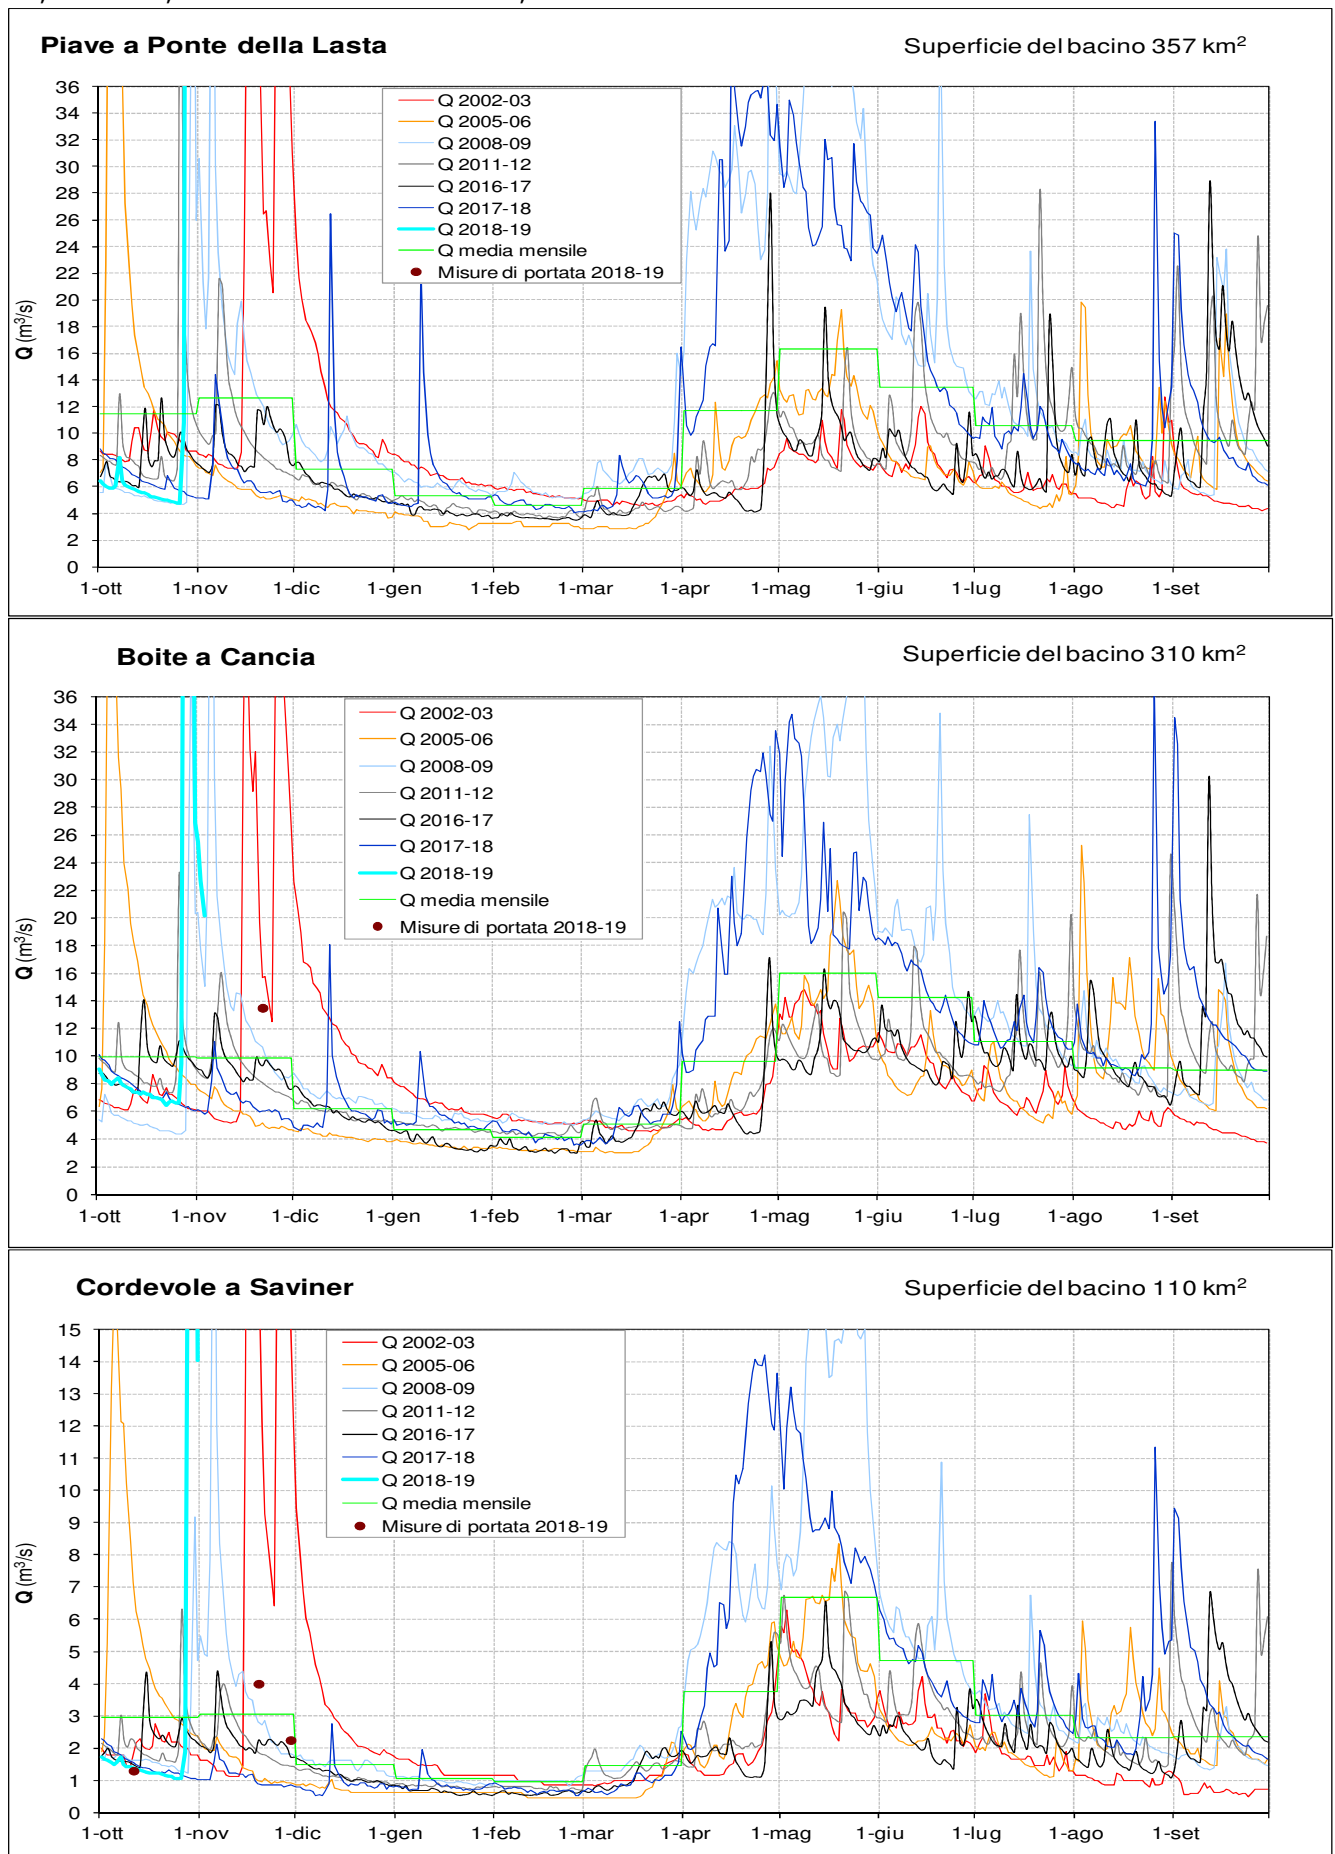 Piave a Ponte della Lasta
Superficie del bacino 357 km²
36
34
32
30
28
26
24
22
20
18
16
14
12
10
8
6
4
2
0
Q (m³/s)
Q 2002-03
Q 2005-06
Q 2008-09
Q 2011-12
Q 2016-17
Q 2017-18
Q 2018-19
Q media mensile
Misure di portata 2018-19
1-ott 1-nov 1-dic 1-gen 1-feb 1-mar 1-apr 1-mag 1-giu 1-lug 1-ago 1-set
Boite a Cancia
Superficie del bacino 310 km²
36
34
32
30
28
26
24
22
20
18
16
14
12
10
8
6
4
2
0
Q (m³/s)
Q 2002-03
Q 2005-06
Q 2008-09
Q 2011-12
Q 2016-17
Q 2017-18
Q 2018-19
Q media mensile
Misure di portata 2018-19
1-ott 1-nov 1-dic 1-gen 1-feb 1-mar 1-apr 1-mag 1-giu 1-lug 1-ago 1-set
Cordevole a Saviner
Superficie del bacino 110 km²
15
14
13
12
11
10
9
8
7
6
5
4
3
2
1
0
Q (m³/s)
Q 2002-03
Q 2005-06
Q 2008-09
Q 2011-12
Q 2016-17
Q 2017-18
Q 2018-19
Q media mensile
Misure di portata 2018-19
1-ott 1-nov 1-dic 1-gen 1-feb 1-mar 1-apr 1-mag 1-giu 1-lug 1-ago 1-set